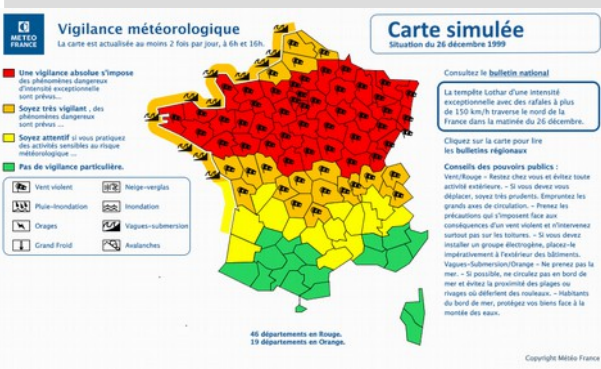 METEO
FRANCE
Vigilance météorologique
La carte est actualisée au moins 2 fois par jour, à 6h et 16h.
Carte simulée
Situation du 26 décembre 1999
Une vigilance absolue s'impose
des phénomènes dangereux
d'intensité exceptionnelle
sont prévus...
Soyez très vigilant , des
phénomènes dangereux
sont prévus ...
Soyez attentif si vous pratiquez
des activités sensibles au risque
météorologique ...
Pas de vigilance particulière.
Vent violent
Neige-verglas
Pluie-Inondation
Inondation
Orages
Vagues-submersion
Grand Froid
Avalanches
Consultez le bulletin national
La tempête Lothar d'une intensité
exceptionnelle avec des rafales à plus
de 150 km/h traverse le nord de la
France dans la matinée du 26 décembre.
Cliquez sur la carte pour lire
les bulletins régionaux
Conseils des pouvoirs publics :
Vent/Rouge - Restez chez vous et évitez toute
activité extérieure. - Si vous devez vous
déplacer, soyez très prudents. Empruntez les
grands axes de circulation. - Prenez les
précautions qui s'imposent face aux
conséquences d'un vent violent et n'intervenez
surtout pas sur les toitures. - Si vous devez
installer un groupe électrogène, placez-le
impérativement à l'extérieur des bâtiments.
Vagues-Submersion/Orange - Ne prenez pas la
mer. - Si possible, ne circulez pas en bord de
mer et évitez la proximité des plages ou
rivages où déferlent des rouleaux. - Habitants
du bord de mer, protégez vos biens face à la
montée des eaux.
46 départements en Rouge.
19 départements en Orange.
Copyright Météo France